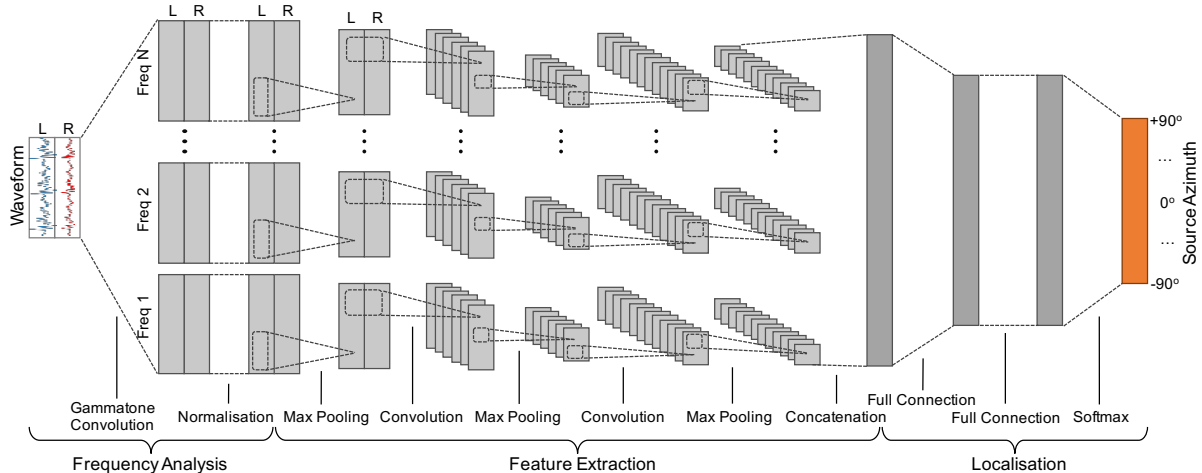 L R
L R
L R
Freq N
Waveform
L R
Freq 2
Freq 1
+90°
...
0°
...
-90°
Source Azimuth
Gammatone
Convolution
Normalisation
Max Pooling
Convolution
Max Pooling
Convolution
Max Pooling
Concatenation
Full Connection
Full Connection
Softmax
Frequency Analysis
Feature Extraction
Localisation